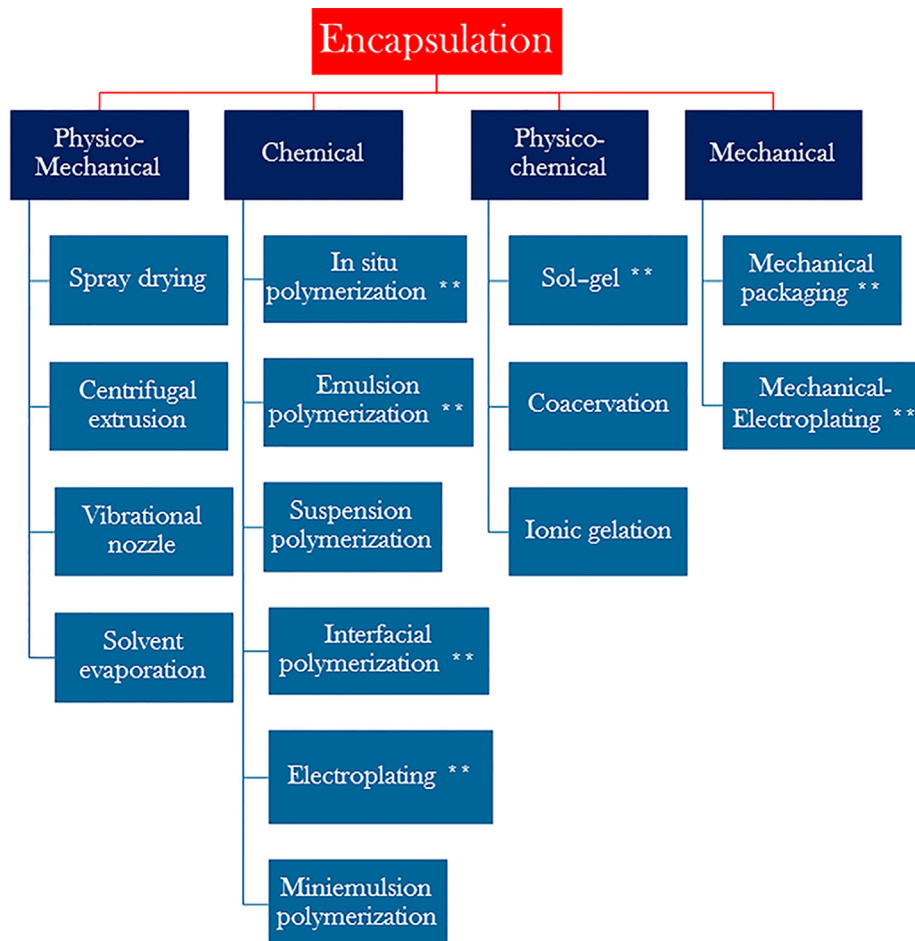 Encapsulation
Physico-
Mechanical
Spray drying
Centrifugal
extrusion
Vibrational
nozzle
Solvent
evaporation
Chemical
In situ
polymerization **
Emulsion
polymerization **
Suspension
polymerization
Interfacial
polymerization **
Electroplating **
Miniemulsion
polymerization
Physico-
chemical
Sol–gel **
Coacervation
Ionic gelation
Mechanical
Mechanical
packaging **
Mechanical-
Electroplating **